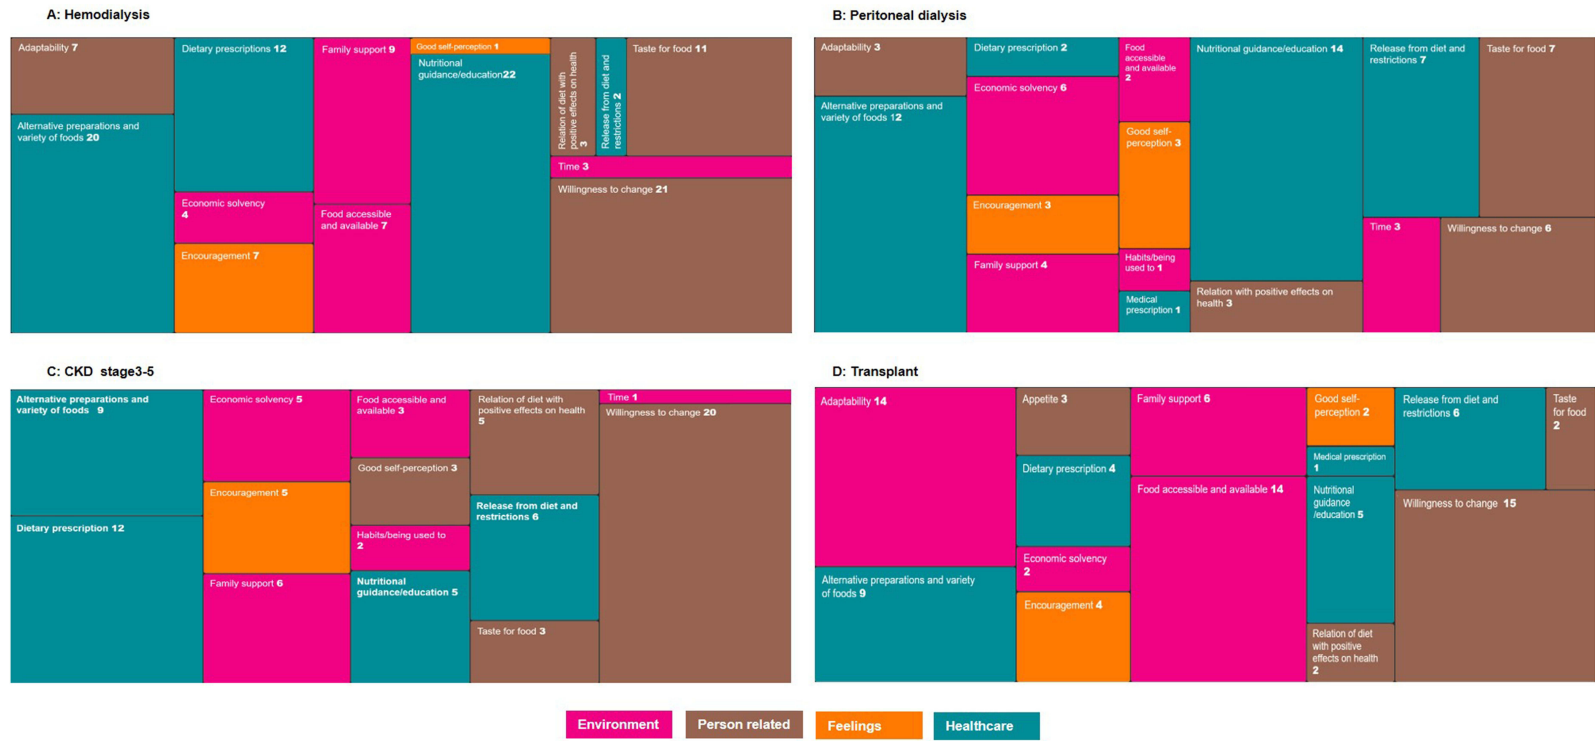 A: Hemodialysis
Adaptability 7
Alternative preparations and
variety of foods 20
Dietary prescriptions 12
Economic solvency
4
Encouragement 7
Family support 9
Food accessible
and available 7
Good self-perception 1
Nutritional
guidance/education22
Relation of diet with
positive effects on health
3
Release from diet and
restrictions 2
Taste for food 11
Time 3
Willingness to change 21
B: Peritoneal dialysis
Adaptability 3
Alternative preparations and
variety of foods 12
Dietary prescription 2
Economic solvency 6
Encouragement 3
Family support 4
Food
accessible
and available
2
Good self-
perception 3
Habits/being
used to 1
Medical
prescription 1
Nutritional guidance/education 14
Relation with positive effects on
health 3
Release from diet and
restrictions 7
Taste for food 7
Time 3
Willingness to change 6
C: CKD stage3-5
Alternative preparations and
variety of foods 9
Dietary prescription 12
Economic solvency 5
Encouragement 5
Family support 6
Food accessible and
available 3
Good self-perception 3
Habits/being used to
2
Nutritional
guidance/education 5
Relation of diet with
positive effects on health
5
Release from diet and
restrictions 6
Taste for food 3
Time 1
Willingness to change 20
D: Transplant
Adaptability 14
Alternative preparations and variety
of foods 9
Appetite 3
Dietary prescription 4
Economic solvency
2
Encouragement 4
Family support 6
Food accessible and available 14
Good self-
perception 2
Medical prescription
1
Nutritional
guidance
/education 5
Relation of diet
with positive
effects on health
2
Release from diet and
restrictions 6
Taste
for food
2
Willingness to change 15
Environment
Person related
Feelings
Healthcare